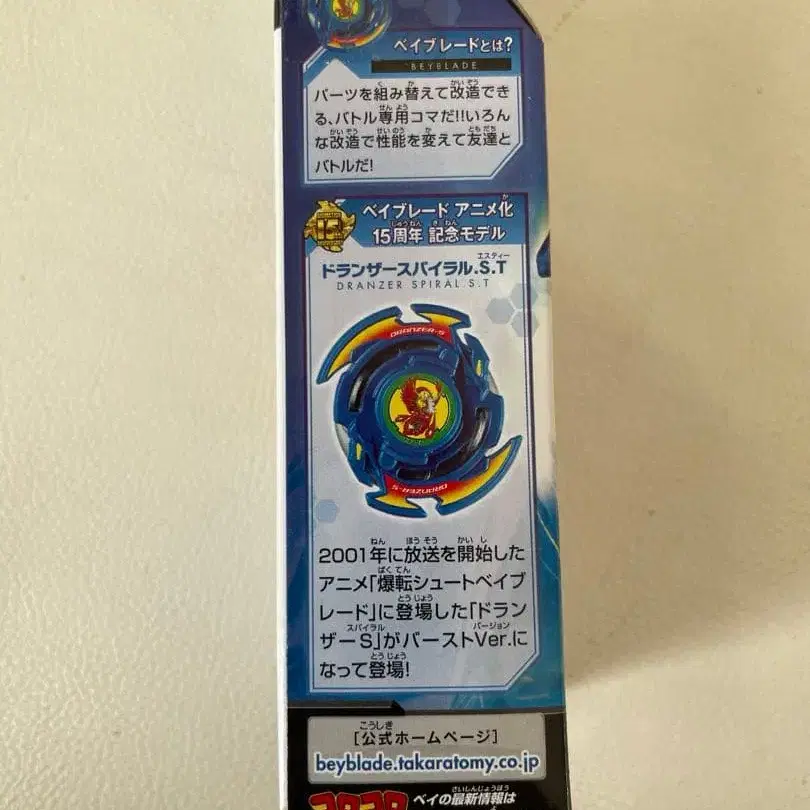 ベイブレードとは?
BEYBLADE
パーツを組み替えて改造でき
る、バトル専用コマだ!!いろん
な改造で性能を変えて友達と
バトルだ!
15
ベイブレード アニメ化
15周年 記念モデル
ドランザースパイラル.S.T
DRANZER SPIRAL.S.T
DRANZER-S
DRANZER-S
2001年に放送を開始した
アニメ「爆転シュートベイブ
レード」に登場した「ドラン
ザーS」がバーストVer.に
なって登場!
[公式ホームページ]
beyblade.takaratomy.co.jp
コロコロ
ベイの最新情報は